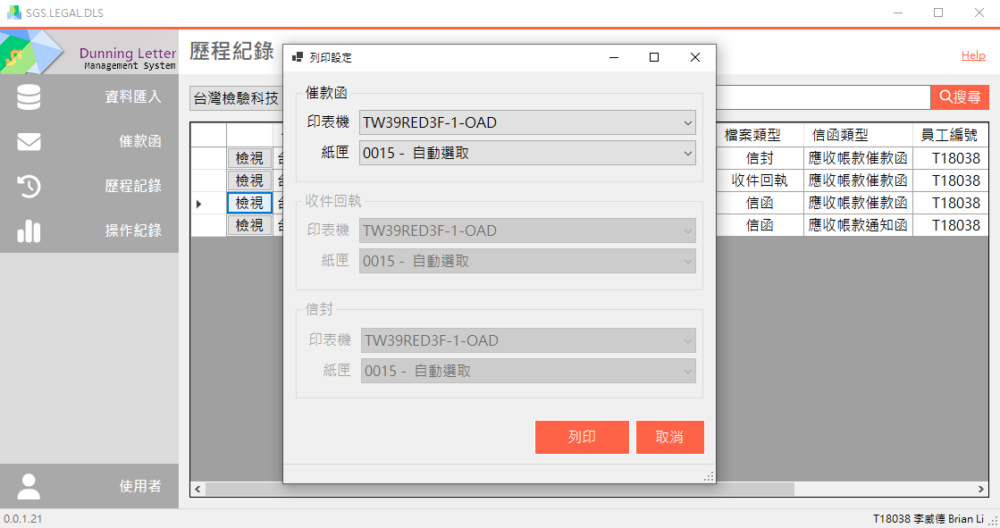 SGS.LEGAL.DLS
Dunning Letter
Management System
歷程紀錄
Help
資料匯入
催款函
歷程記錄
操作紀錄
使用者
台灣檢驗科技
搜尋
檔案類型 信函類型 員工編號
檢視 信封 應收帳款催款函 T18038
檢視 收件回執 應收帳款催款函 T18038
檢視 信函 應收帳款催款函 T18038
檢視 信函 應收帳款通知函 T18038
列印設定
催款函
印表機 TW39RED3F-1-OAD
紙匣 0015 - 自動選取
收件回執
印表機 TW39RED3F-1-OAD
紙匣 0015 - 自動選取
信封
印表機 TW39RED3F-1-OAD
紙匣 0015 - 自動選取
列印 取消
0.0.1.21
T18038 李威德 Brian Li